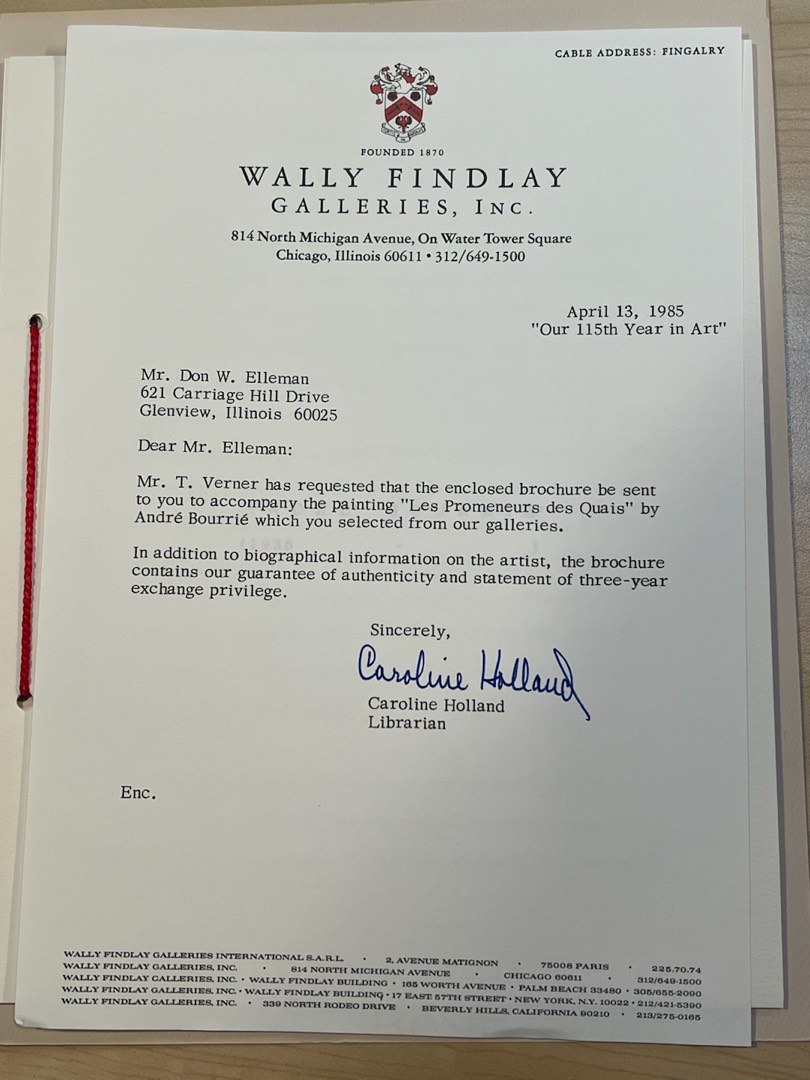 CABLE ADDRESS: FINGALRY
FOUNDED 1870
WALLY FINDLAY
GALLERIES, INC.
814 North Michigan Avenue, On Water Tower Square
Chicago, Illinois 60611 • 312/649-1500
April 13, 1985
"Our 115th Year in Art"
Mr. Don W. Elleman
621 Carriage Hill Drive
Glenview, Illinois 60025
Dear Mr. Elleman:
Mr. T. Verner has requested that the enclosed brochure be sent
to you to accompany the painting "Les Promeneurs des Quais" by
André Bourrié which you selected from our galleries.
In addition to biographical information on the artist, the brochure
contains our guarantee of authenticity and statement of three-year
exchange privilege.
Sincerely,
Caroline Holland
Caroline Holland
Librarian
Enc.
WALLY FINDLAY GALLERIES INTERNATIONAL S.A.R.L. • 2, AVENUE MATIGNON • 75008 PARIS • 225.70.74
WALLY FINDLAY GALLERIES, INC. • 814 NORTH MICHIGAN AVENUE • CHICAGO 60611 • 312/649-1500
WALLY FINDLAY GALLERIES, INC. • WALLY FINDLAY BUILDING • 165 WORTH AVENUE • PALM BEACH 33480 • 305/655-2090
WALLY FINDLAY GALLERIES, INC. • WALLY FINDLAY BUILDING • 17 EAST 57TH STREET • NEW YORK, N.Y. 10022 • 212/421-5390
WALLY FINDLAY GALLERIES, INC. • 339 NORTH RODEO DRIVE • BEVERLY HILLS, CALIFORNIA 90210 • 213/275-0165